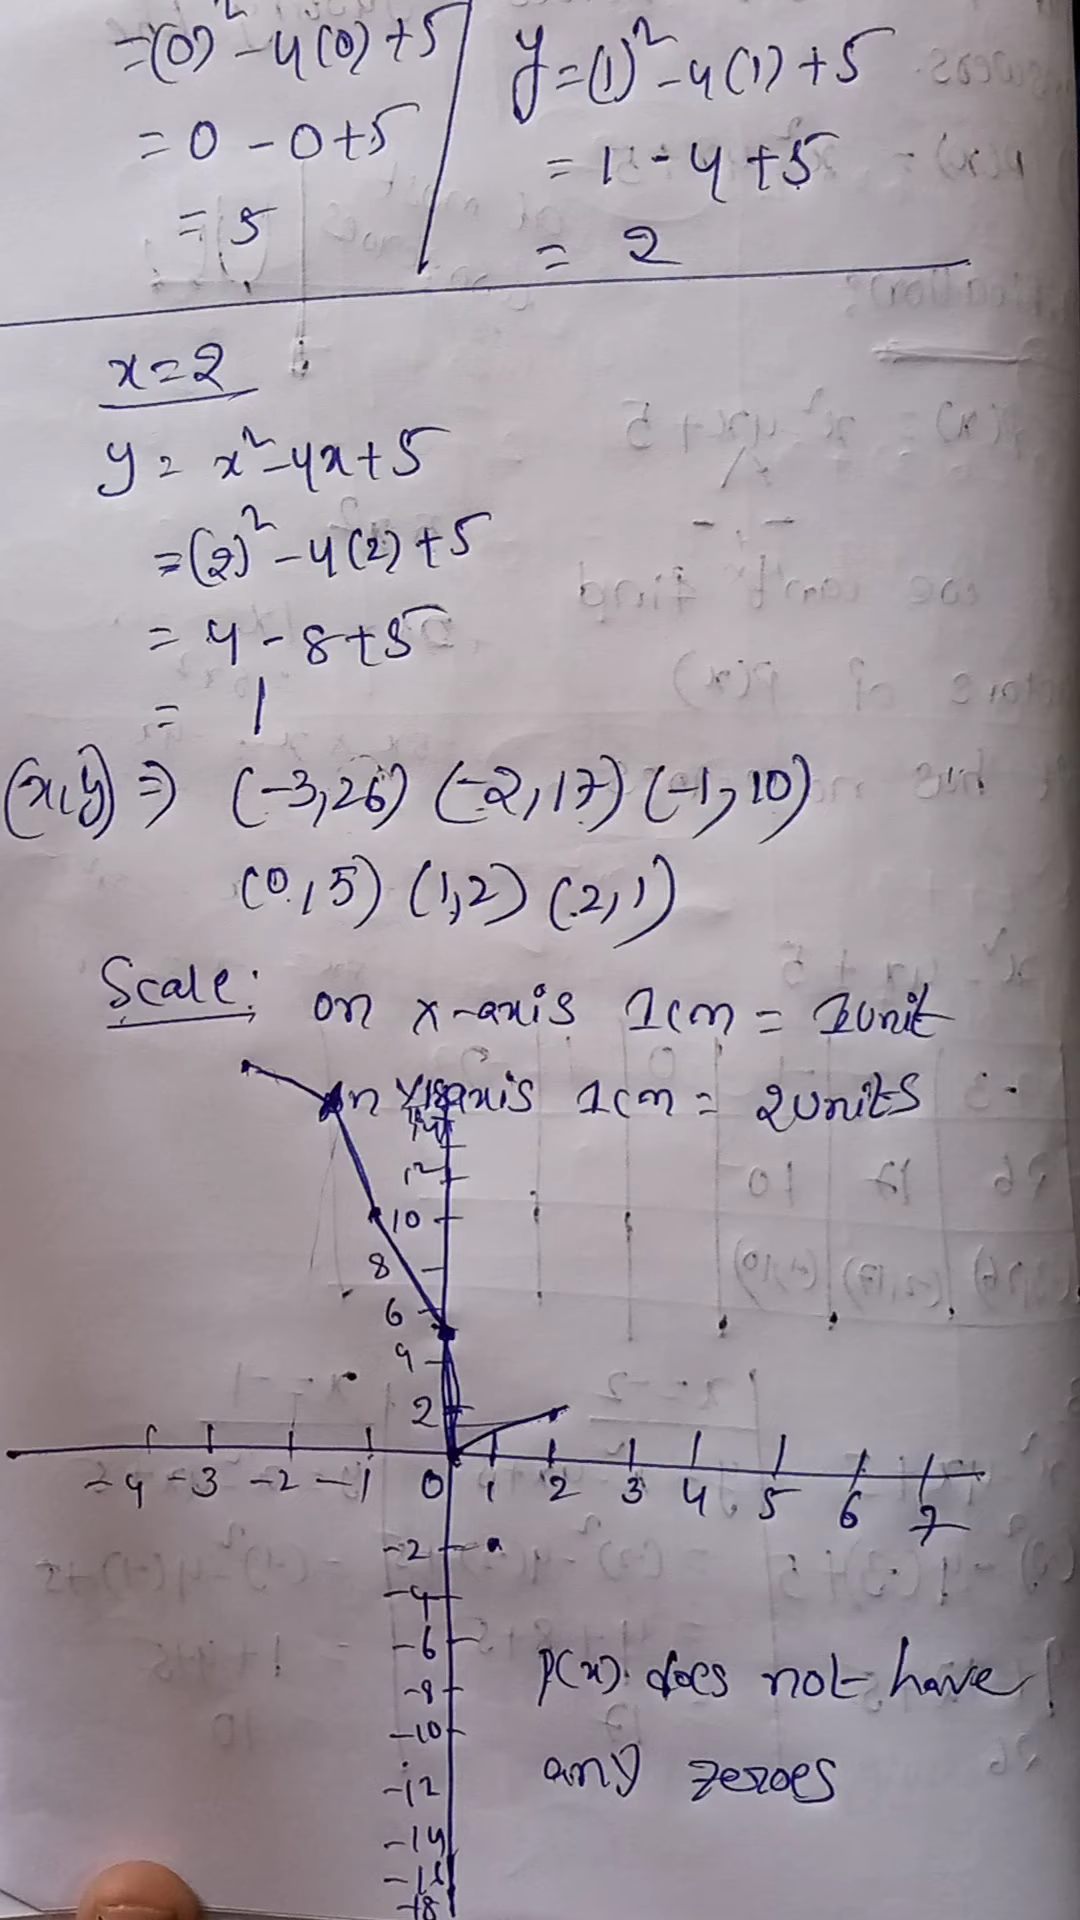 =(0)² - 4(0) + 5
= 0 - 0 + 5
= 5
y = (1)² - 4(1) + 5
= 1 - 4 + 5
= 2
x = 2
y = x² - 4x + 5
= (2)² - 4(2) + 5
= 4 - 8 + 5
= 1
(x,y) ⇒ (-3,26) (-2,17) (-1,10)
(0,5) (1,2) (2,1)
Scale: on x-axis 1cm = 1unit
on Y-axis 1cm = 2units
14
12
10
8
6
4
2
-4 -3 -2 -1 0 1 2 3 4 5 6 7
-2
-4
-6
-8
-10
-12
-14
-18
P(x) does not have
any zeroes